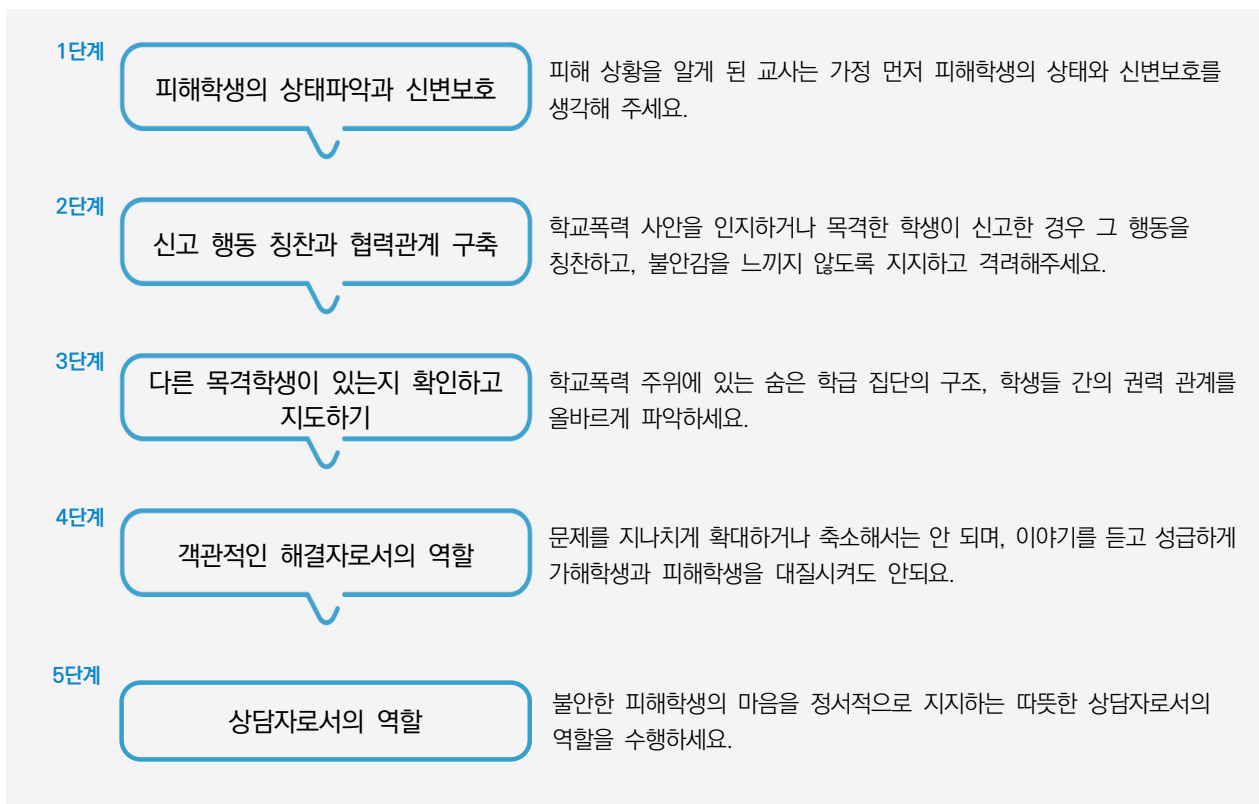 1단계
피해학생의 상태파악과 신변보호
피해 상황을 알게 된 교사는 가정 먼저 피해학생의 상태와 신변보호를
생각해 주세요.
2단계
신고 행동 칭찬과 협력관계 구축
학교폭력 사안을 인지하거나 목격한 학생이 신고한 경우 그 행동을
칭찬하고, 불안감을 느끼지 않도록 지지하고 격려해주세요.
3단계
다른 목격학생이 있는지 확인하고
지도하기
학교폭력 주위에 있는 숨은 학급 집단의 구조, 학생들 간의 권력 관계를
올바르게 파악하세요.
4단계
객관적인 해결자로서의 역할
문제를 지나치게 확대하거나 축소해서는 안 되며, 이야기를 듣고 성급하게
가해학생과 피해학생을 대질시켜도 안되요.
5단계
상담자로서의 역할
불안한 피해학생의 마음을 정서적으로 지지하는 따뜻한 상담자로서의
역할을 수행하세요.